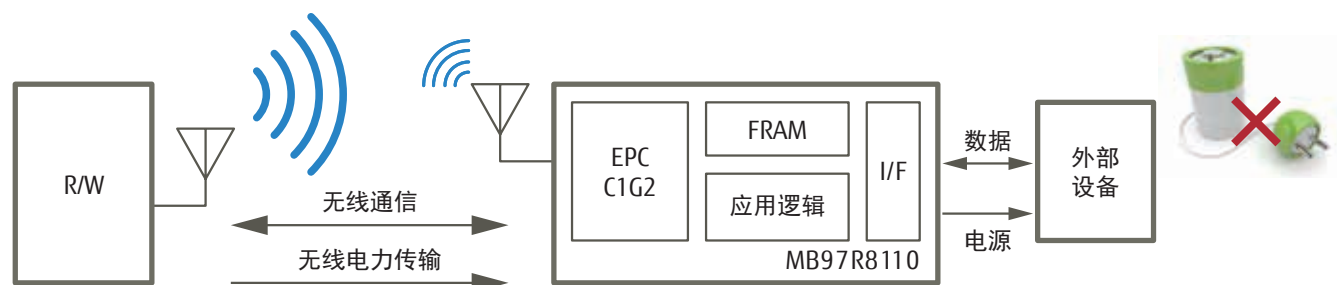 R/W
无线通信
无线电力传输
EPC
C1G2
FRAM
应用逻辑
I/F
MB97R8110
数据
电源
外部
设备